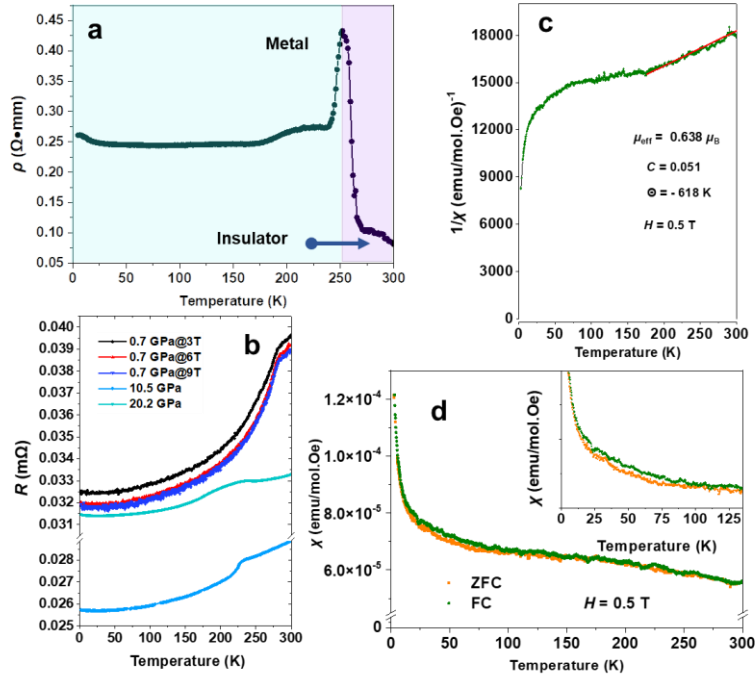 a
0.45
0.40
0.35
0.30
0.25
0.20
0.15
0.10
0.05
ρ (Ω•mm)
Metal
Insulator
0 50 100 150 200 250 300
Temperature (K)
b
0.040
0.039
0.038
0.037
0.036
0.035
0.034
0.033
0.032
0.031
0.028
0.027
0.026
0.025
R (mΩ)
0.7 GPa@3T
0.7 GPa@6T
0.7 GPa@9T
10.5 GPa
20.2 GPa
0 50 100 150 200 250 300
Temperature (K)
c
18000
15000
12000
9000
6000
3000
0
1/χ (emu/mol.Oe)⁻¹
μeff = 0.638 μB
C = 0.051
Θ = - 618 K
H = 0.5 T
0 50 100 150 200 250 300
Temperature (K)
d
1.2×10⁻⁴
1.0×10⁻⁴
8.0×10⁻⁵
6.0×10⁻⁵
0
χ (emu/mol.Oe)
ZFC
FC
H = 0.5 T
0 50 100 150 200 250 300
Temperature (K)
χ (emu/mol.Oe)
0 25 50 75 100 125
Temperature (K)